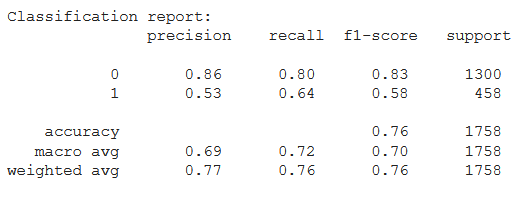 Classification report:
precision recall f1-score support
0 0.86 0.80 0.83 1300
1 0.53 0.64 0.58 458
accuracy 0.76 1758
macro avg 0.69 0.72 0.70 1758
weighted avg 0.77 0.76 0.76 1758